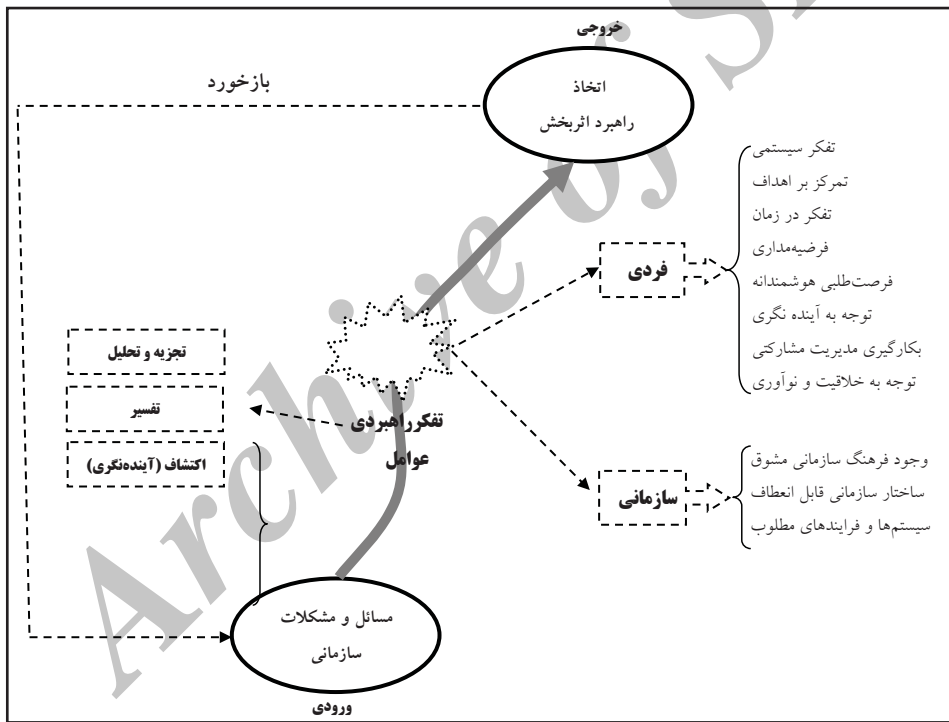 خروجی
اتخاذ
راهبرد اثربخش
بازخورد
تفکر سیستمی
تمرکز بر اهداف
تفکر در زمان
فرضیه‌مداری
فرصت‌طلبی هوشمندانه
توجه به آینده نگری
بکارگیری مدیریت مشارکتی
توجه به خلاقیت و نوآوری
فردی
تجزیه و تحلیل
تفسیر
اکتشاف (آینده‌نگری)
تفکرراهبردی
عوامل
سازمانی
وجود فرهنگ سازمانی مشوق
ساختار سازمانی قابل انعطاف
سیستم‌ها و فرایندهای مطلوب
مسائل و مشکلات
سازمانی
ورودی
Archive of S